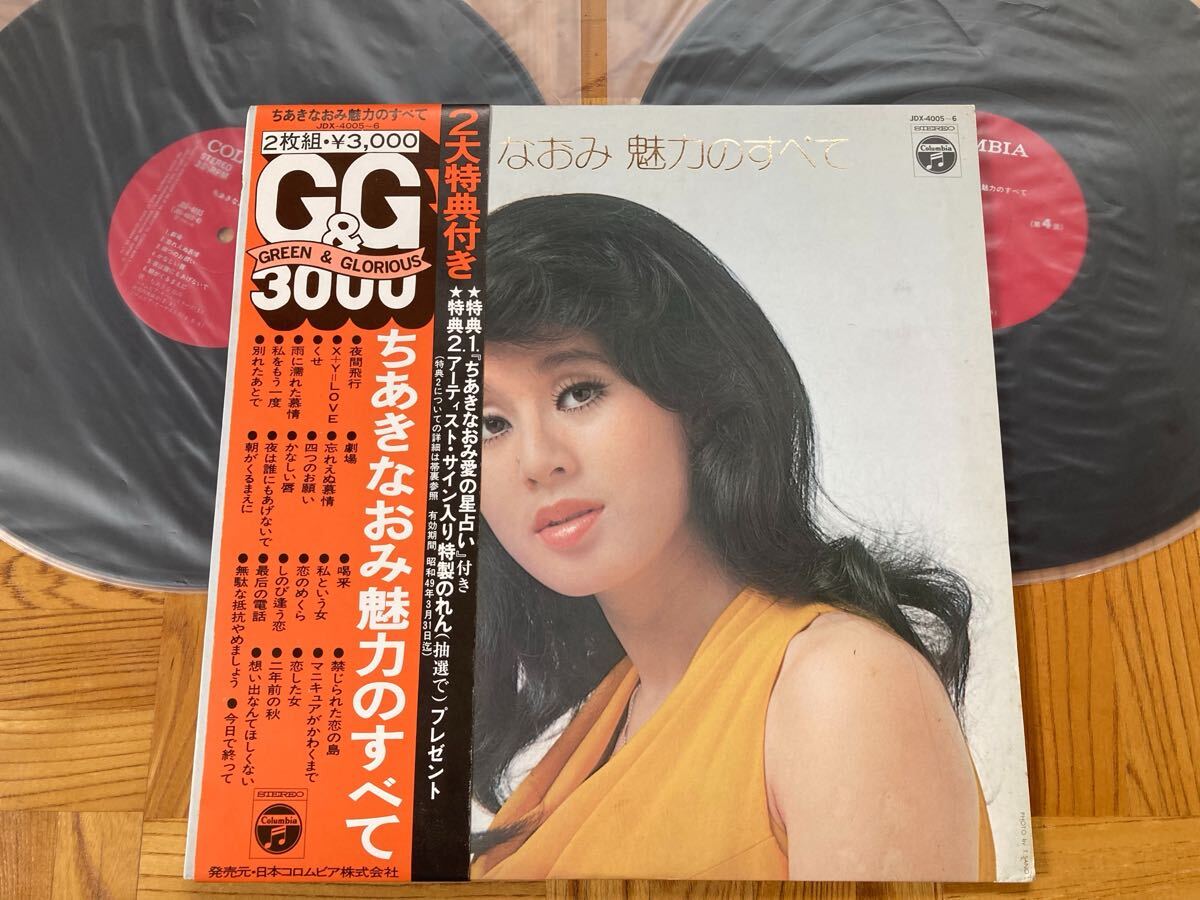 ちあきなおみ魅力のすべて
JDX-4005~6
2枚組・¥3,000
G&G
GREEN & GLORIOUS
3000
ちあきなおみ魅力のすべて
●夜間飛行
●X+Y=LOVE
●くせ
●雨に濡れた慕情
●私をもう一度
●別れたあとで
●劇場
●忘れえぬ慕情
●四つのお願い
●かなしい唇
●夜は誰にもあげないで
●朝がくるまえに
●喝采
●私という女
●恋のめくら
●しのび逢う恋
●最后の電話
●無駄な抵抗やめましょう
●禁じられた恋の島
●マニキュアがかわくまで
●恋した女
●二年前の秋
●想い出なんてほしくない
●今日で終って
STEREO
Columbia
発売元・日本コロムビア株式会社
2大特典付き
★特典1.『ちあきなおみ愛の星占い』付き
★特典2.アーティスト・サイン入り特製のれん(抽選で)プレゼント
(特典2についての詳細は帯裏参照 有効期間 昭和49年3月31日迄)
なおみ 魅力のすべて
JDX-4005~6
STEREO
Columbia
COL
STEREO
MBIA
魅力のすべて
(第4面)